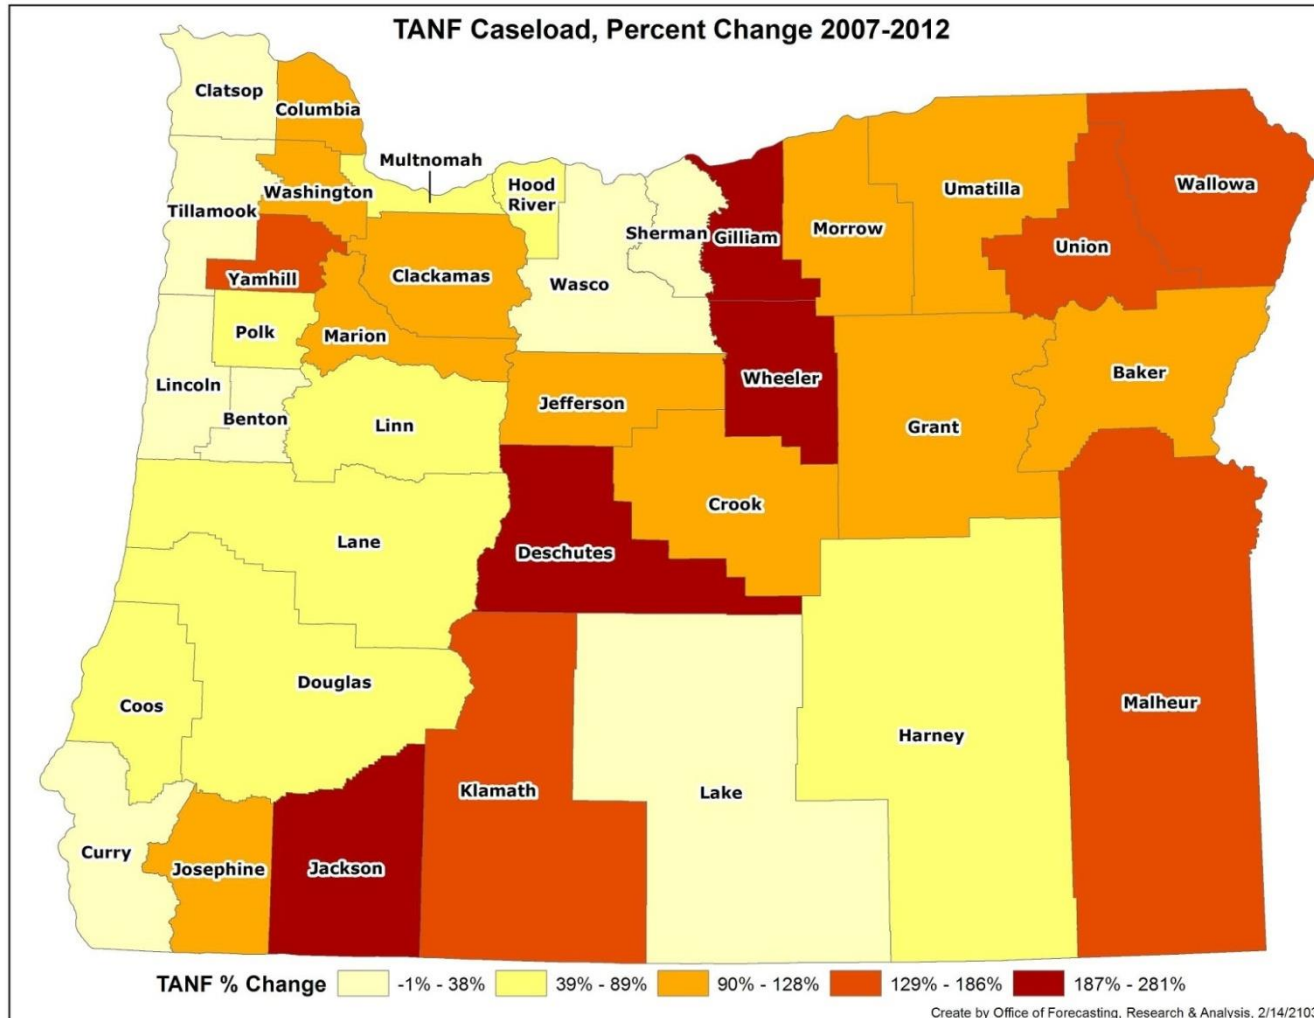 TANF Caseload, Percent Change 2007-2012
Clatsop
Columbia
Multnomah
Hood
River
Washington
Tillamook
Sherman
Gilliam
Morrow
Umatilla
Wallowa
Union
Yamhill
Clackamas
Wasco
Polk
Marion
Lincoln
Benton
Linn
Jefferson
Wheeler
Grant
Baker
Crook
Lane
Deschutes
Coos
Douglas
Klamath
Lake
Harney
Malheur
Curry
Josephine
Jackson
TANF % Change -1% - 38% 39% - 89% 90% - 128% 129% - 186% 187% - 281%
Create by Office of Forecasting, Research & Analysis, 2/14/2103